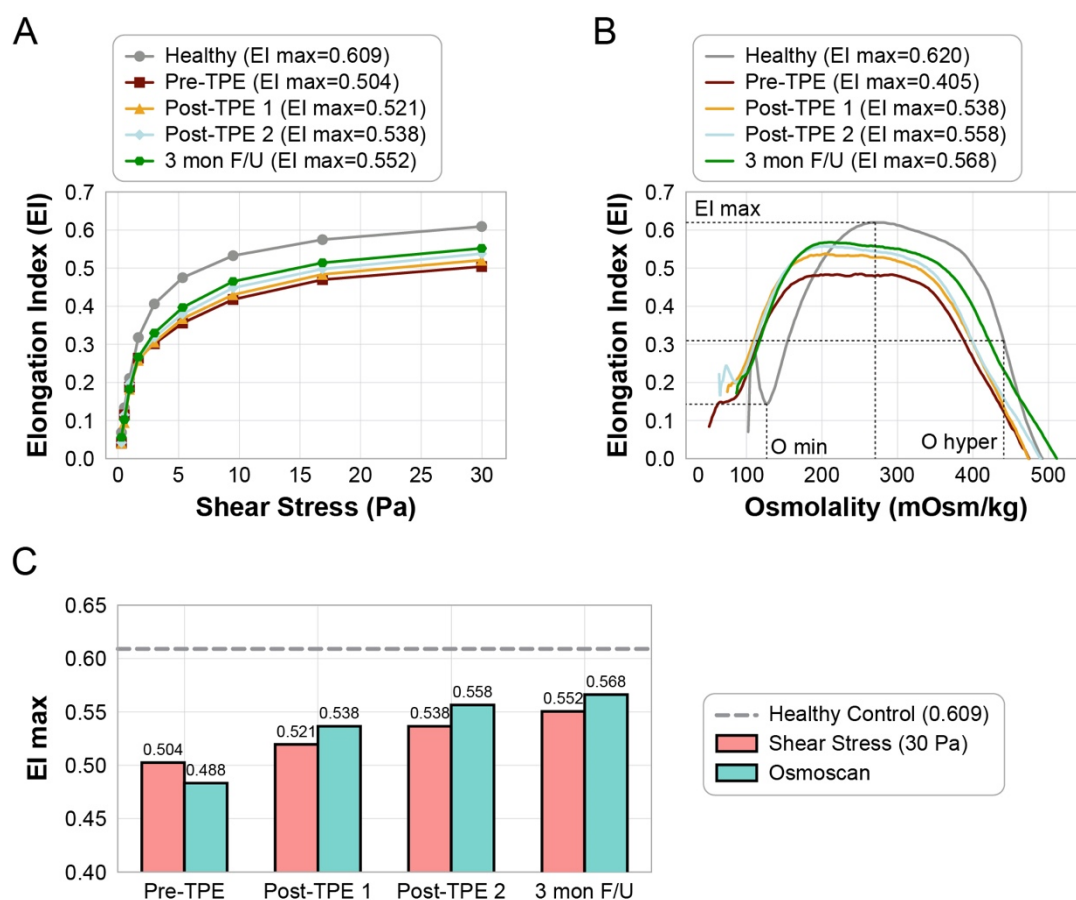 A
Healthy (EI max=0.609)
Pre-TPE (EI max=0.504)
Post-TPE 1 (EI max=0.521)
Post-TPE 2 (EI max=0.538)
3 mon F/U (EI max=0.552)
0.7
0.6
0.5
0.4
0.3
0.2
0.1
0.0
Elongation Index (EI)
0 5 10 15 20 25 30
Shear Stress (Pa)
B
Healthy (EI max=0.620)
Pre-TPE (EI max=0.405)
Post-TPE 1 (EI max=0.538)
Post-TPE 2 (EI max=0.558)
3 mon F/U (EI max=0.568)
0.7
0.6
0.5
0.4
0.3
0.2
0.1
0.0
Elongation Index (EI)
EI max
O min
O hyper
0 100 200 300 400 500
Osmolality (mOsm/kg)
C
0.65
0.60
0.55
0.50
0.45
0.40
EI max
0.504 0.488 0.521 0.538 0.538 0.558 0.552 0.568
Pre-TPE Post-TPE 1 Post-TPE 2 3 mon F/U
Healthy Control (0.609)
Shear Stress (30 Pa)
Osmoscan